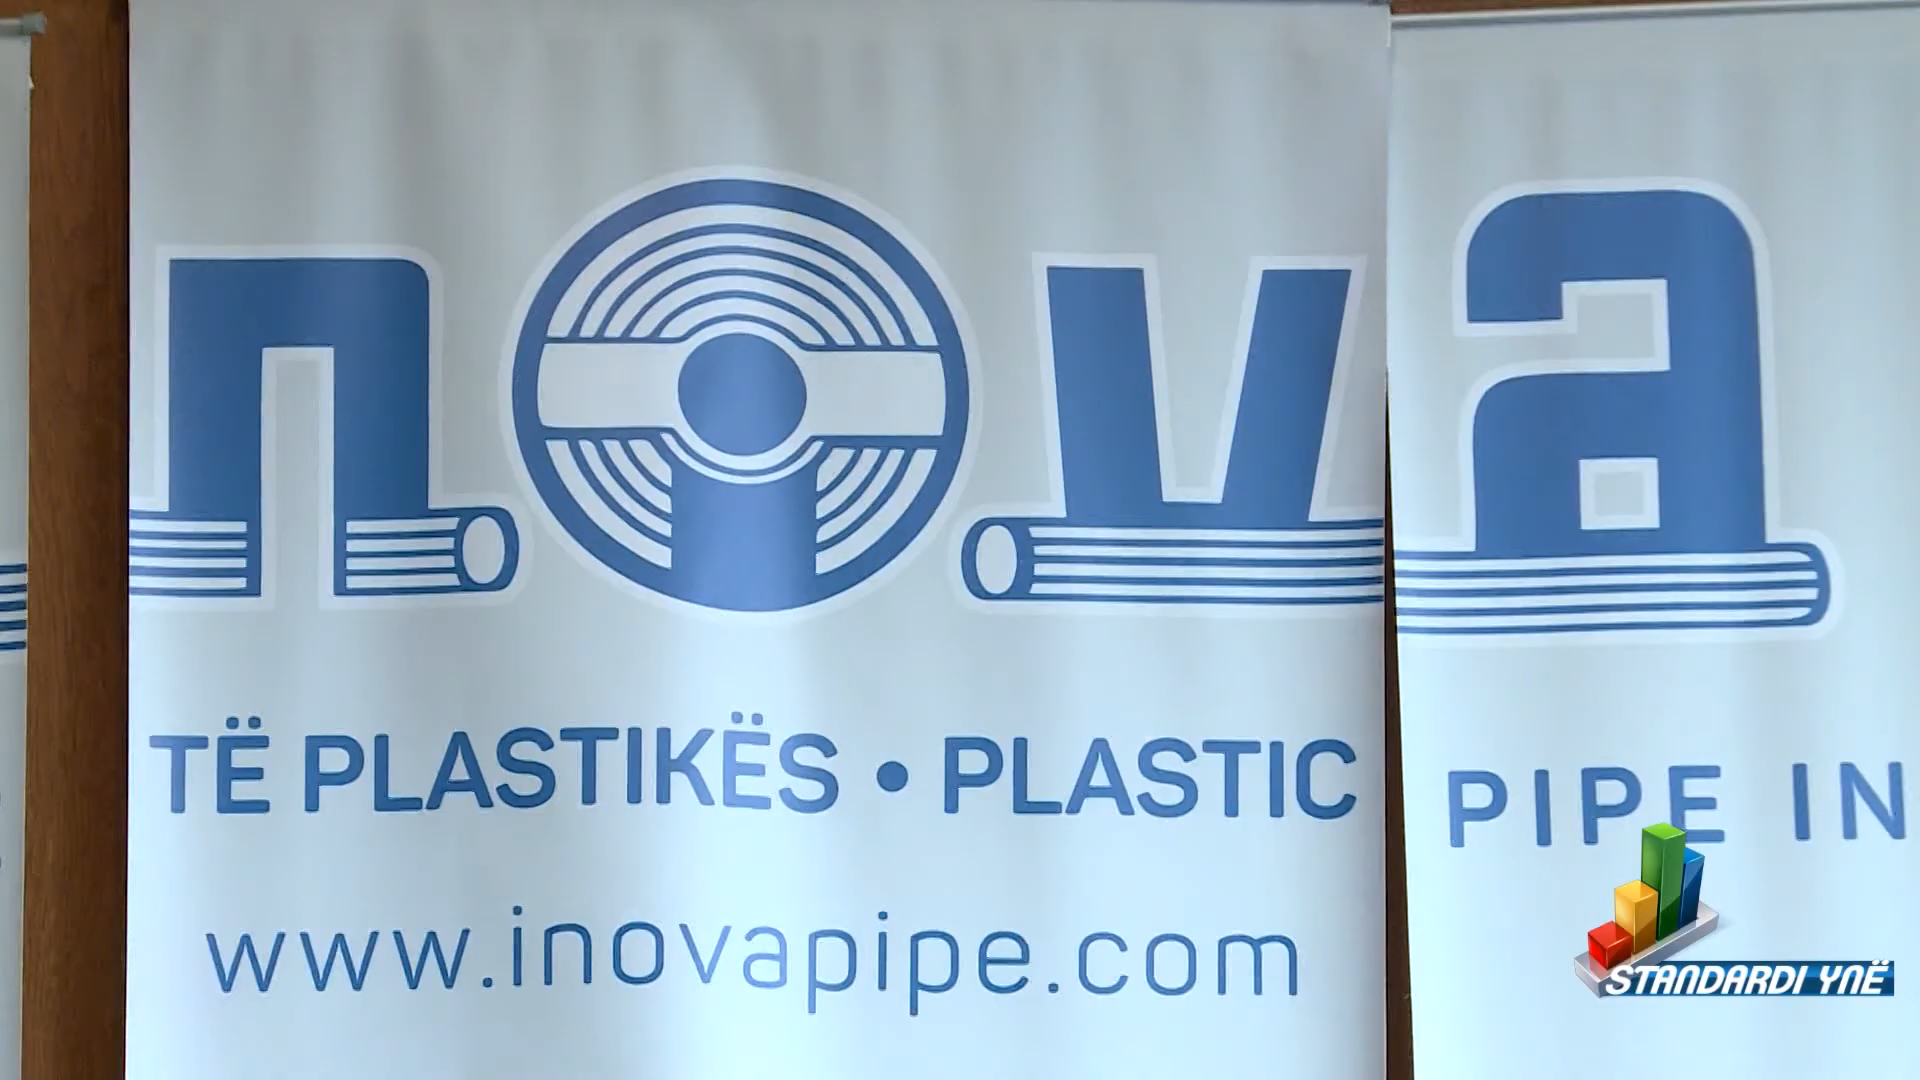 nova
TË PLASTIKËS • PLASTIC PIPE IN
www.inovapipe.com
STANDARDI YNË